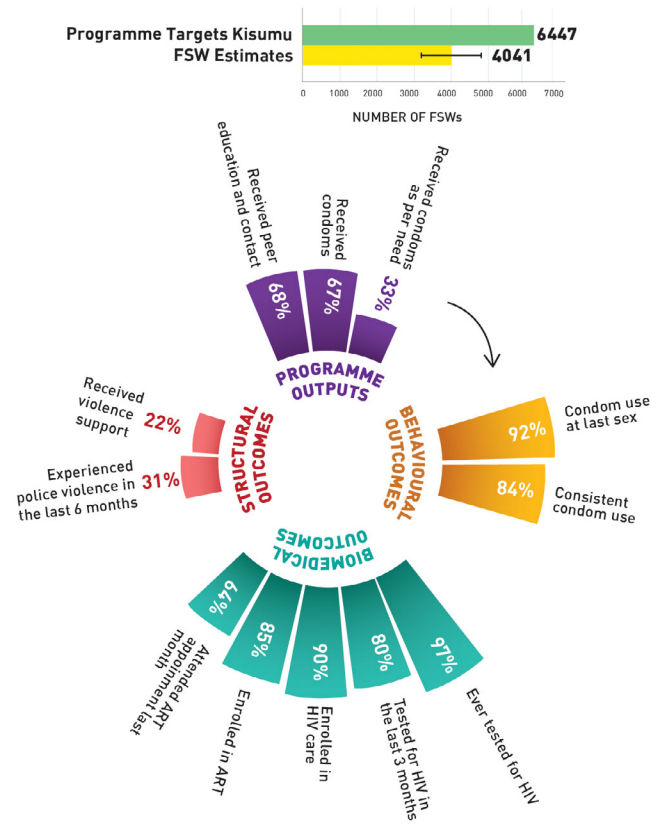 Programme Targets Kisumu
6447
FSW Estimates
4041
0 1000 2000 3000 4000 5000 6000 7000
NUMBER OF FSWs
Received peer
education and contact
68%
Received
condoms
67%
Received condoms
as per need
33%
PROGRAMME
OUTPUTS
BEHAVIOURAL
OUTCOMES
Condom use
at last sex
92%
Consistent
condom use
84%
BIOMEDICAL
OUTCOMES
Ever tested for HIV
97%
Tested for HIV in
the last 3 months
80%
Enrolled in
HIV care
90%
Enrolled in ART
85%
Attended ART
appoinment last
month
64%
STRUCTURAL
OUTCOMES
Experienced
police violence in
the last 6 months
31%
Received
violence
support
22%